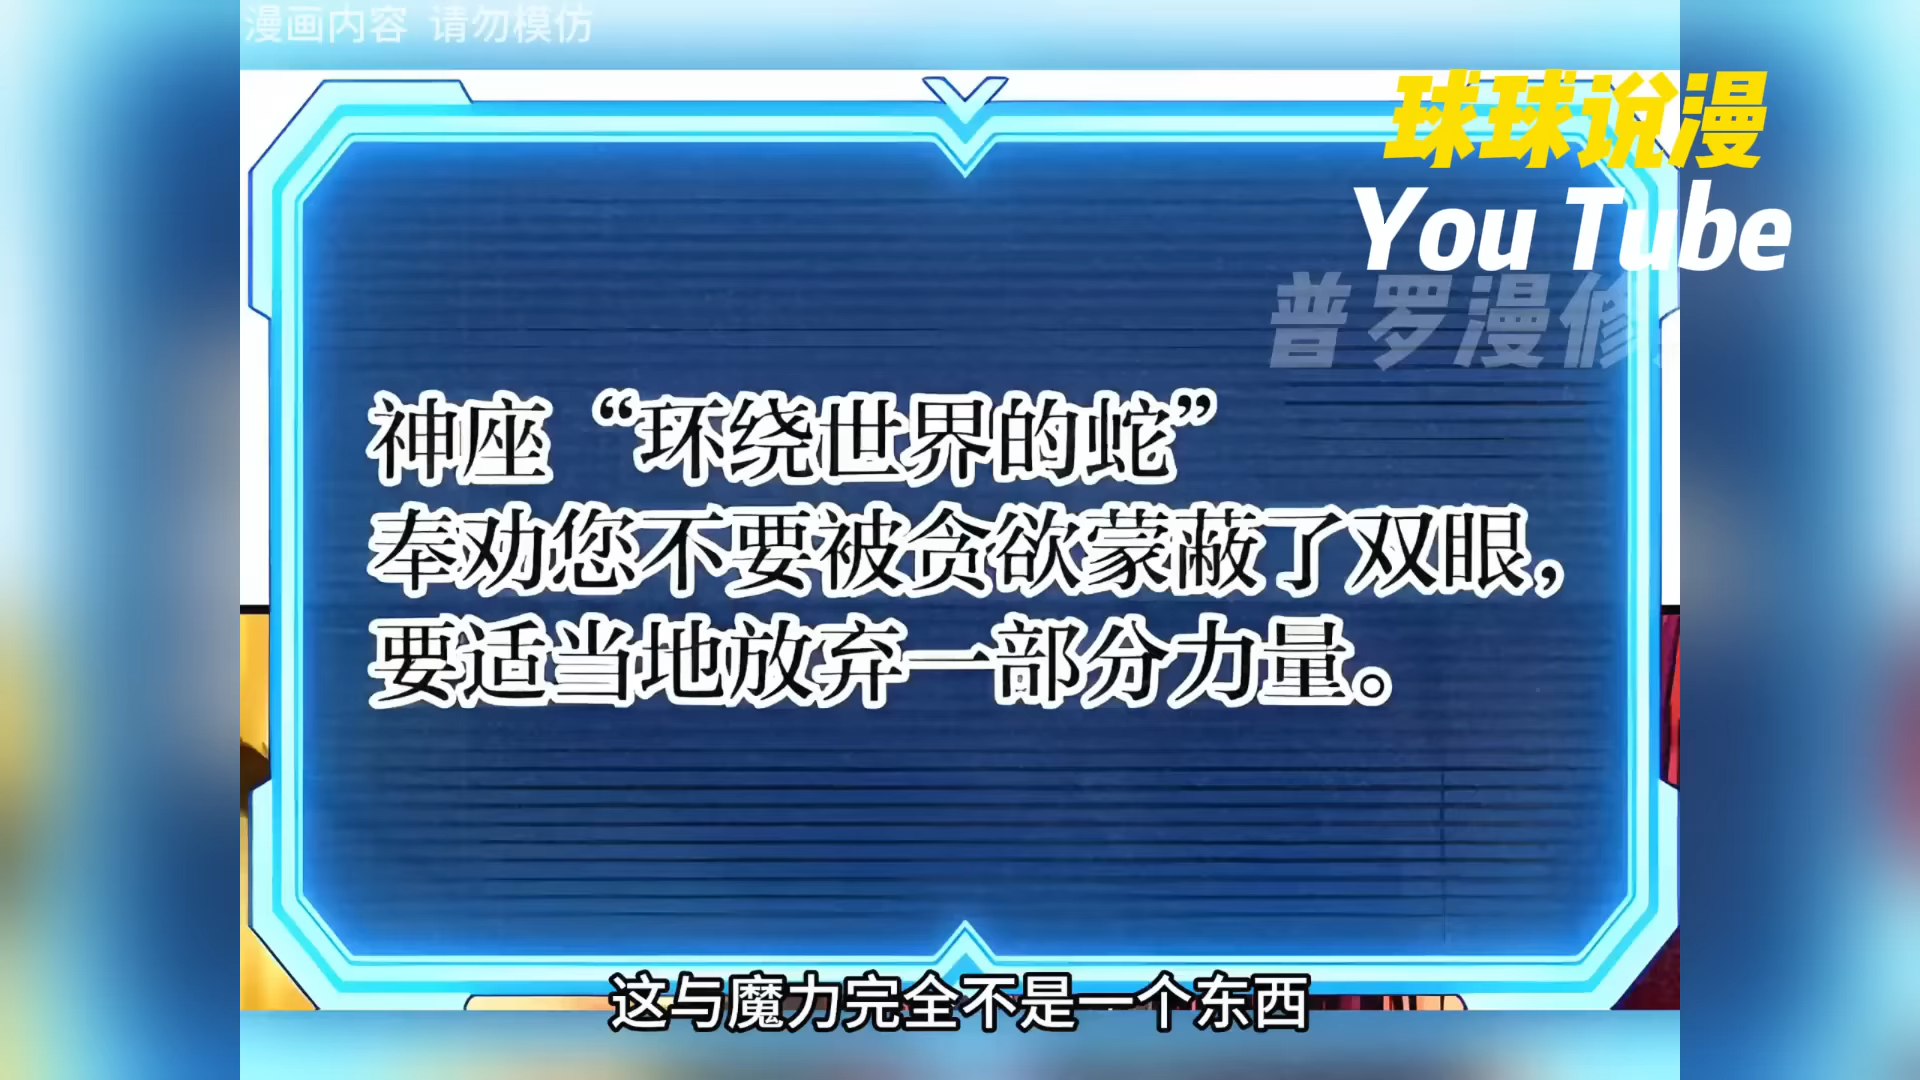 漫画内容 请勿模仿
球球说漫
YouTube
普罗漫修
神座“环绕世界的蛇”
奉劝您不要被贪欲蒙蔽了双眼，
要适当地放弃一部分力量。
这与魔力完全不是一个东西